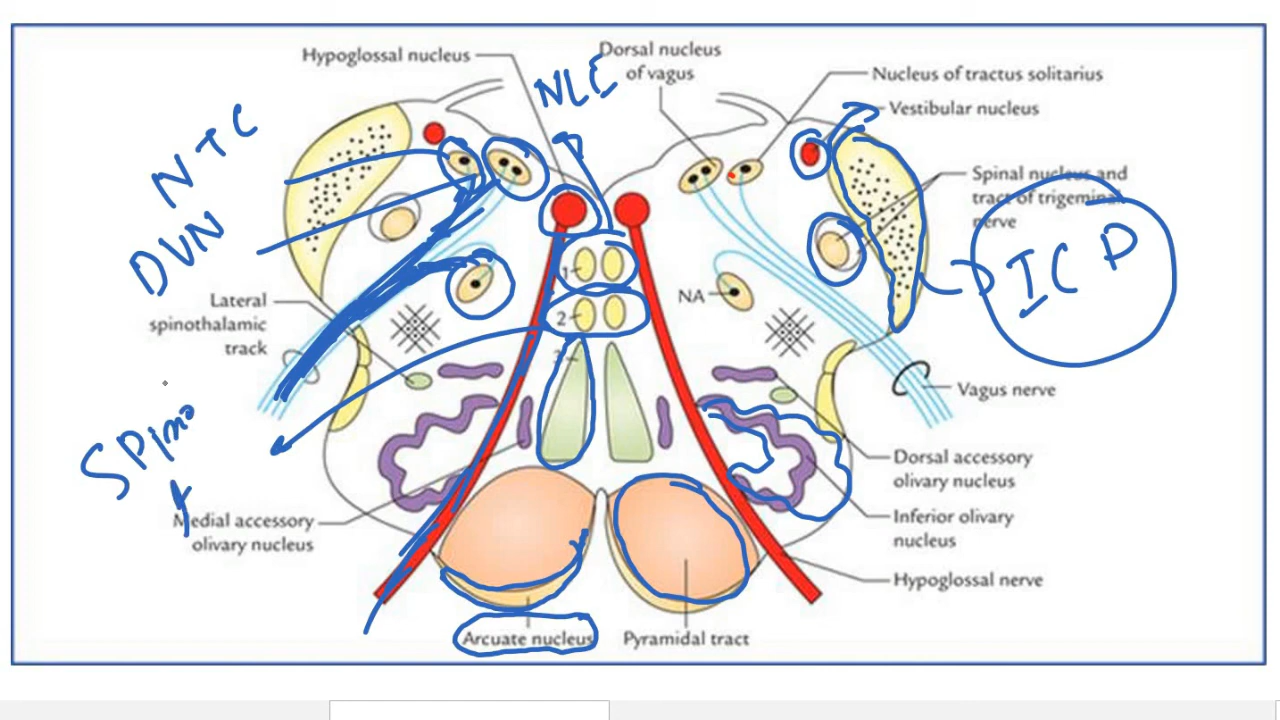 Hypoglossal nucleus
Dorsal nucleus
of vagus
Nucleus of tractus solitarius
Vestibular nucleus
Spinal nucleus and
tract of trigeminal
nerve
NTC
DVN
ICP
1
2
3
NA
Lateral
spinothalamic
track
Vagus nerve
Dorsal accessory
olivary nucleus
Medial accessory
olivary nucleus
Inferior olivary
nucleus
Hypoglossal nerve
Arcuate nucleus
Pyramidal tract